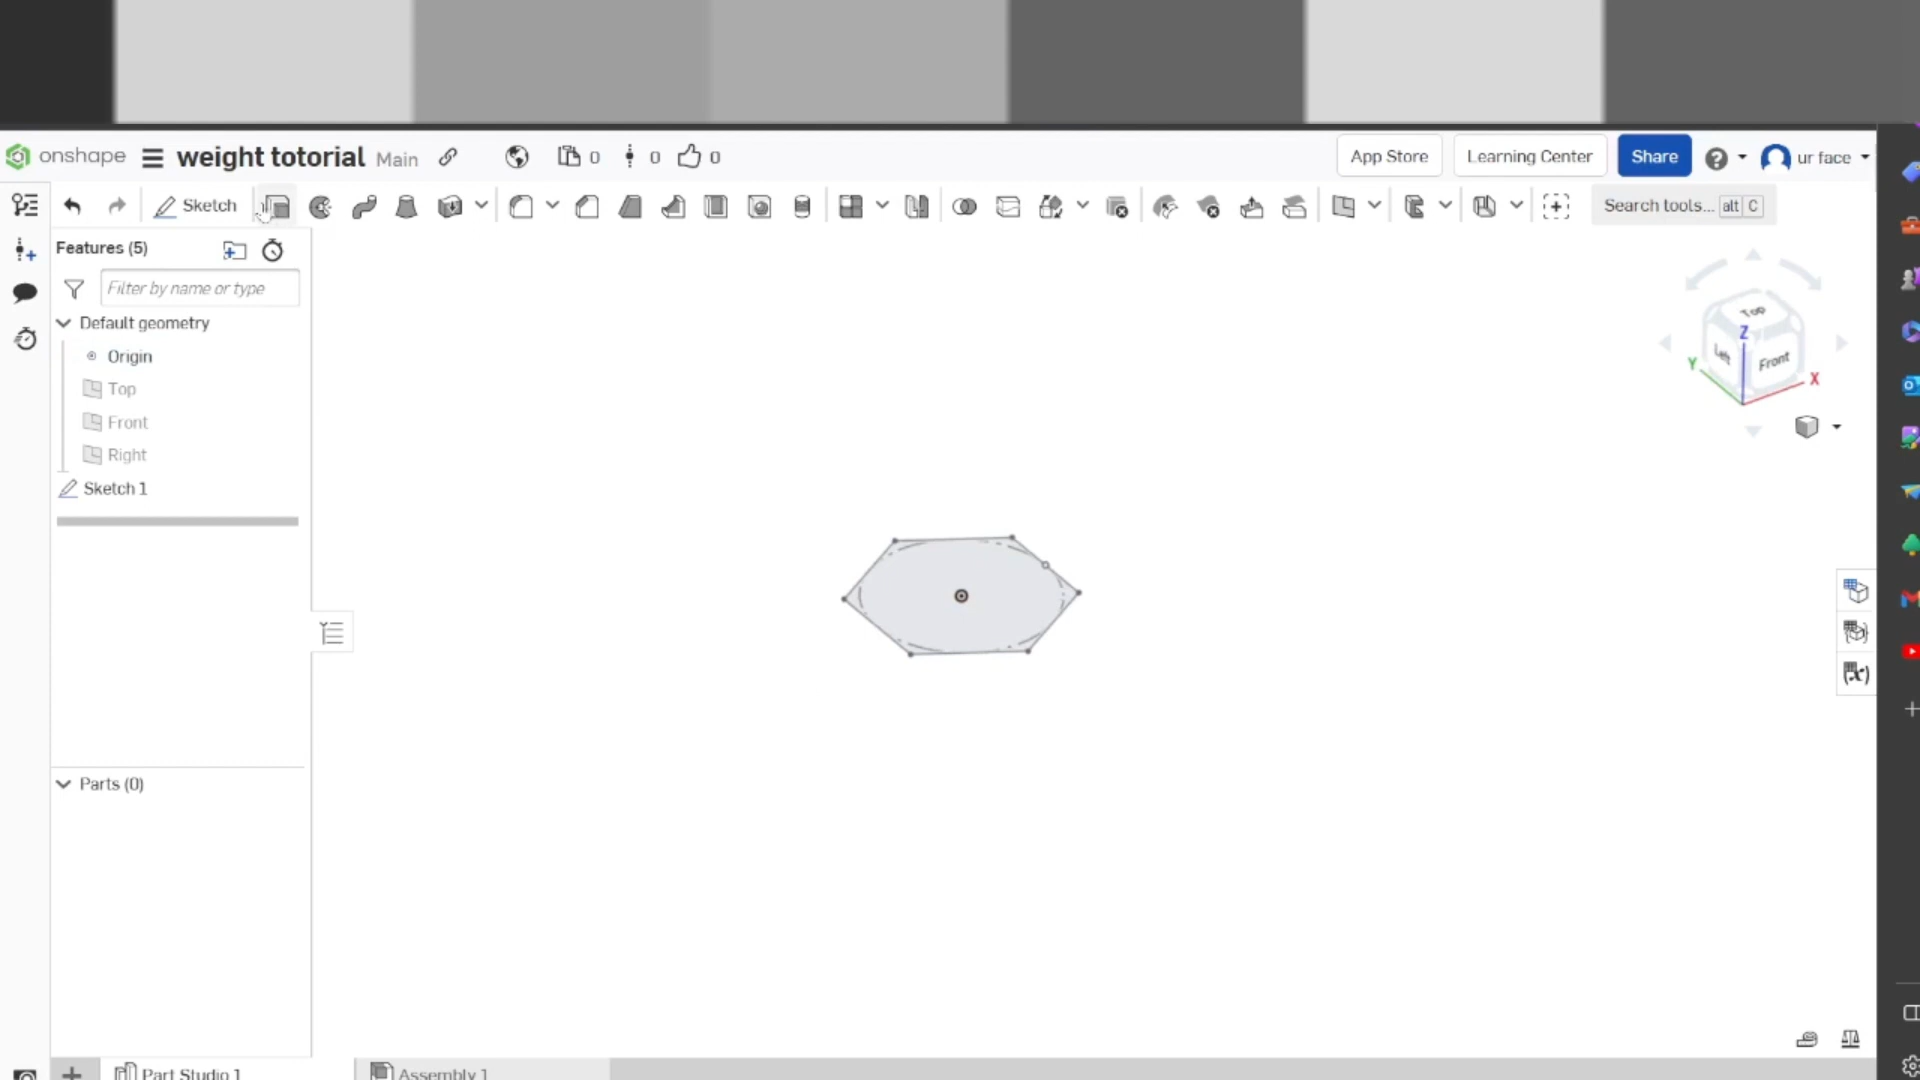 onshape weight totorial Main 0 0 0 App Store Learning Center Share ur face
Sketch Search tools... alt C
Features (5)
Filter by name or type
Default geometry
Origin
Top
Front
Right
Sketch 1
Parts (0)
Top
Z
Left Front
Y
X
(x)
Part Studio 1 Assembly 1